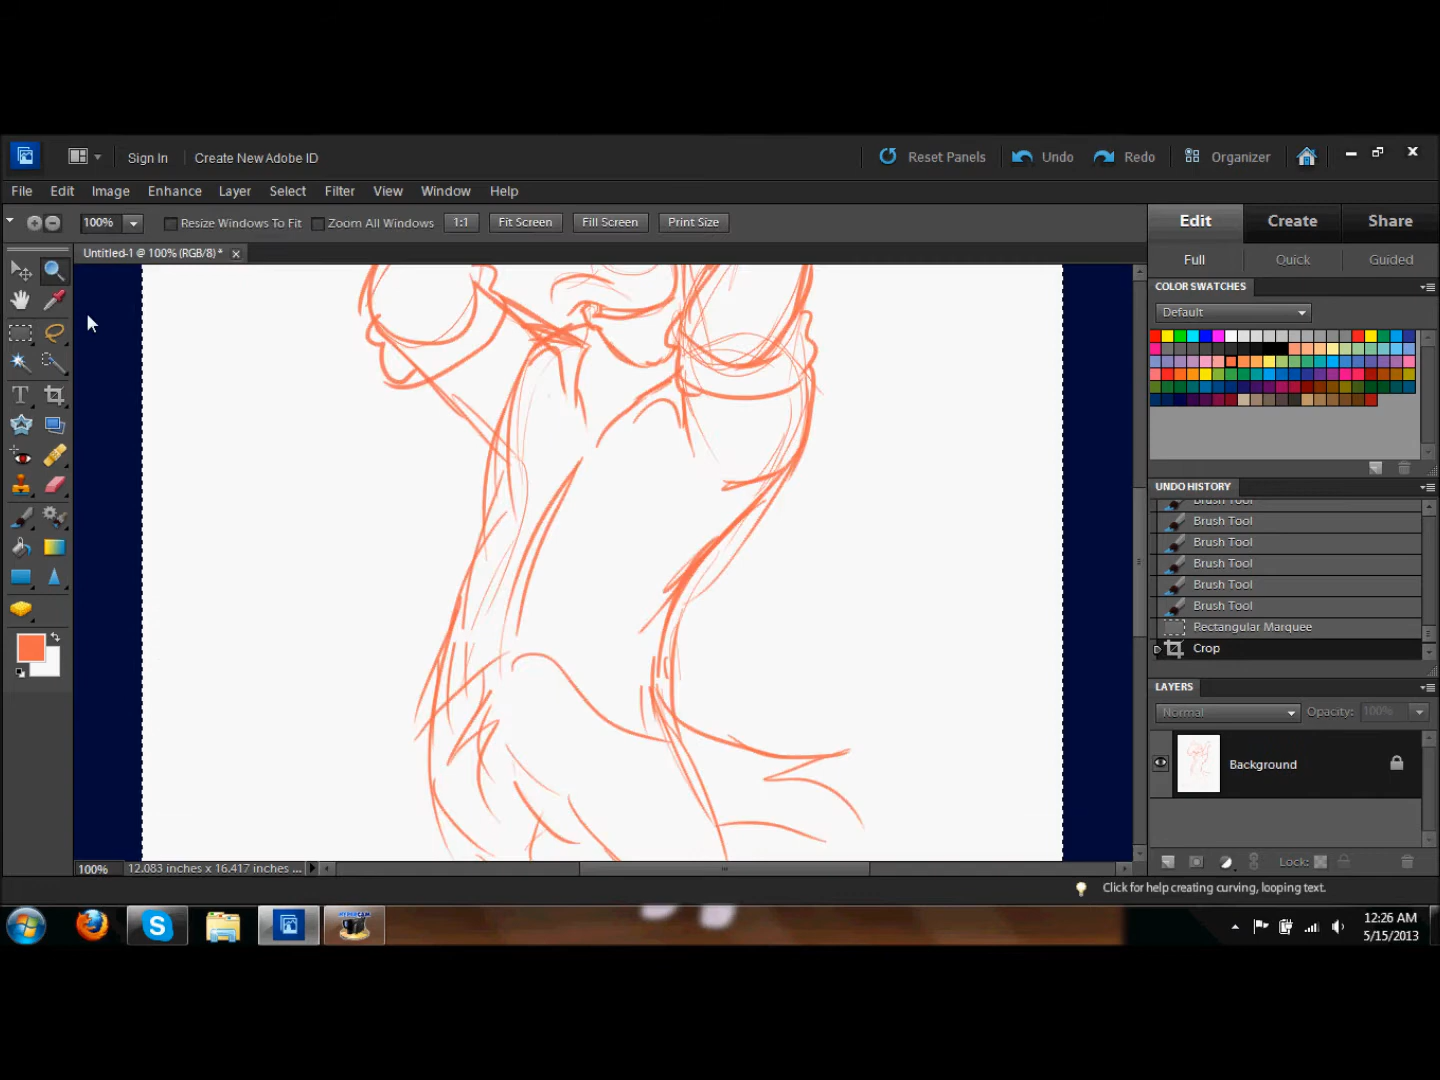 Sign In
Create New Adobe ID
Reset Panels
Undo
Redo
Organizer
File Edit Image Enhance Layer Select Filter View Window Help
100% Resize Windows To Fit Zoom All Windows 1:1 Fit Screen Fill Screen Print Size
Edit Create Share
Untitled-1 @ 100% (RGB/8) *
Full Quick Guided
COLOR SWATCHES
Default
UNDO HISTORY
Brush Tool
Brush Tool
Brush Tool
Brush Tool
Brush Tool
Brush Tool
Rectangular Marquee
Crop
LAYERS
Normal Opacity: 100%
Background
Lock:
100% 12.083 inches x 16.417 inches ...
Click for help creating curving, looping text.
HYPERCAM
12:26 AM
5/15/2013